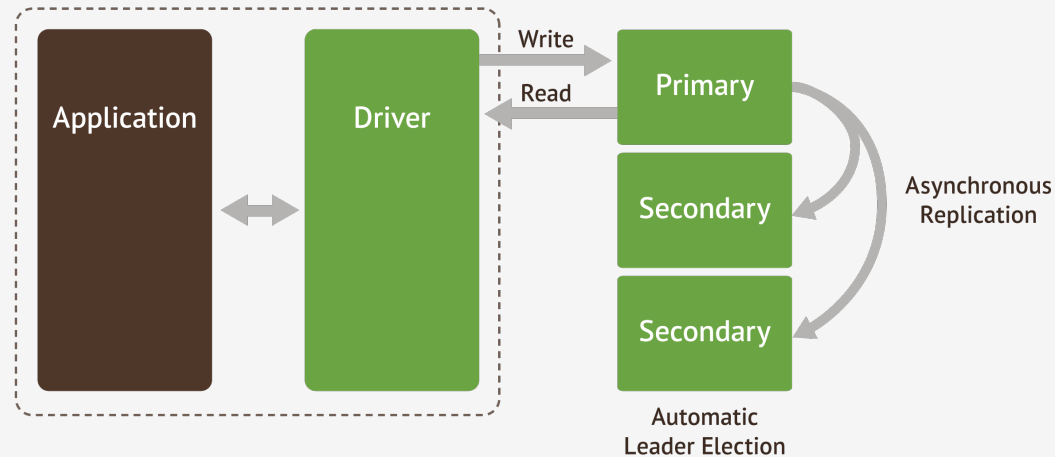 Application
Driver
Write
Read
Primary
Secondary
Secondary
Asynchronous
Replication
Automatic
Leader Election